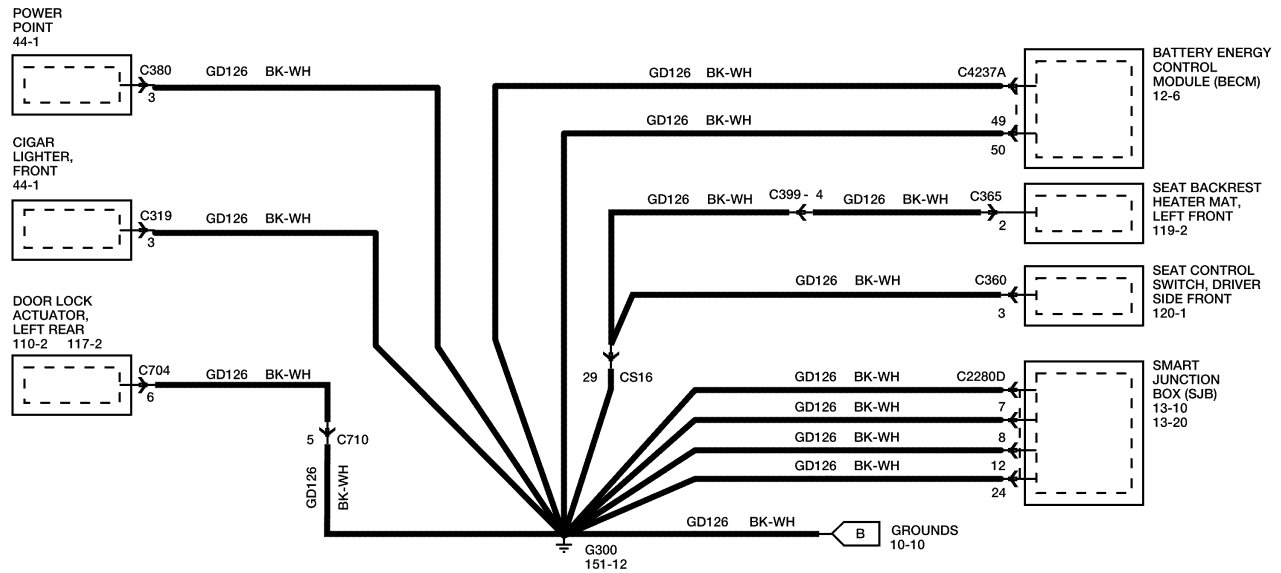 POWER
POINT
44-1
C380
GD126 BK-WH
3
CIGAR
LIGHTER,
FRONT
44-1
C319
GD126 BK-WH
3
DOOR LOCK
ACTUATOR,
LEFT REAR
110-2 117-2
C704
GD126 BK-WH
6
5 C710
GD126
BK-WH
GD126 BK-WH
C4237A
BATTERY ENERGY
CONTROL
MODULE (BECM)
12-6
GD126 BK-WH
49
50
GD126 BK-WH
C399 - 4
GD126 BK-WH
C365
2
SEAT BACKREST
HEATER MAT,
LEFT FRONT
119-2
GD126 BK-WH
C360
3
SEAT CONTROL
SWITCH, DRIVER
SIDE FRONT
120-1
29 CS16
GD126 BK-WH
C2280D
SMART
JUNCTION
BOX (SJB)
13-10
13-20
GD126 BK-WH
7
GD126 BK-WH
8
GD126 BK-WH
12
24
GD126 BK-WH
B
GROUNDS
10-10
G300
151-12